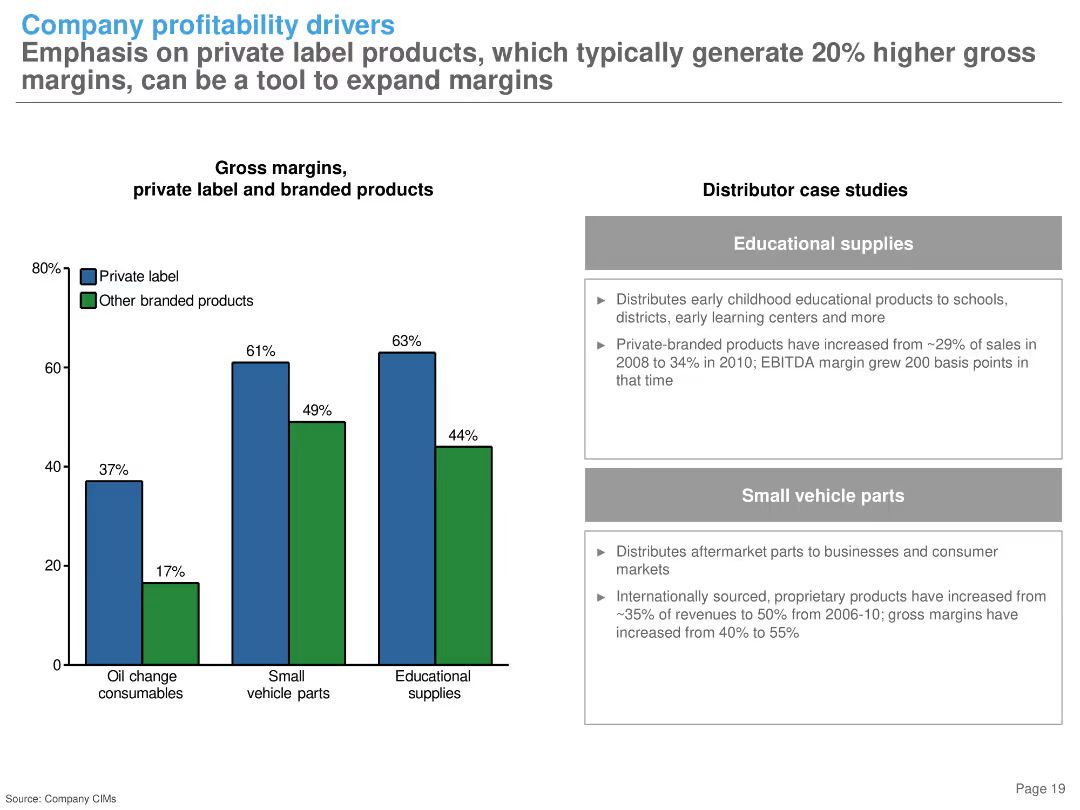 Company profitability drivers
Emphasis on private label products, which typically generate 20% higher gross
margins, can be a tool to expand margins
Gross margins,
private label and branded products
80%
60
40
20
0
Private label
Other branded products
37%
17%
61%
49%
63%
44%
Oil change
consumables
Small
vehicle parts
Educational
supplies
Distributor case studies
Educational supplies
► Distributes early childhood educational products to schools,
districts, early learning centers and more
► Private-branded products have increased from ~29% of sales in
2008 to 34% in 2010; EBITDA margin grew 200 basis points in
that time
Small vehicle parts
► Distributes aftermarket parts to businesses and consumer
markets
► Internationally sourced, proprietary products have increased from
~35% of revenues to 50% from 2006-10; gross margins have
increased from 40% to 55%
Page 19
Source: Company CIMs